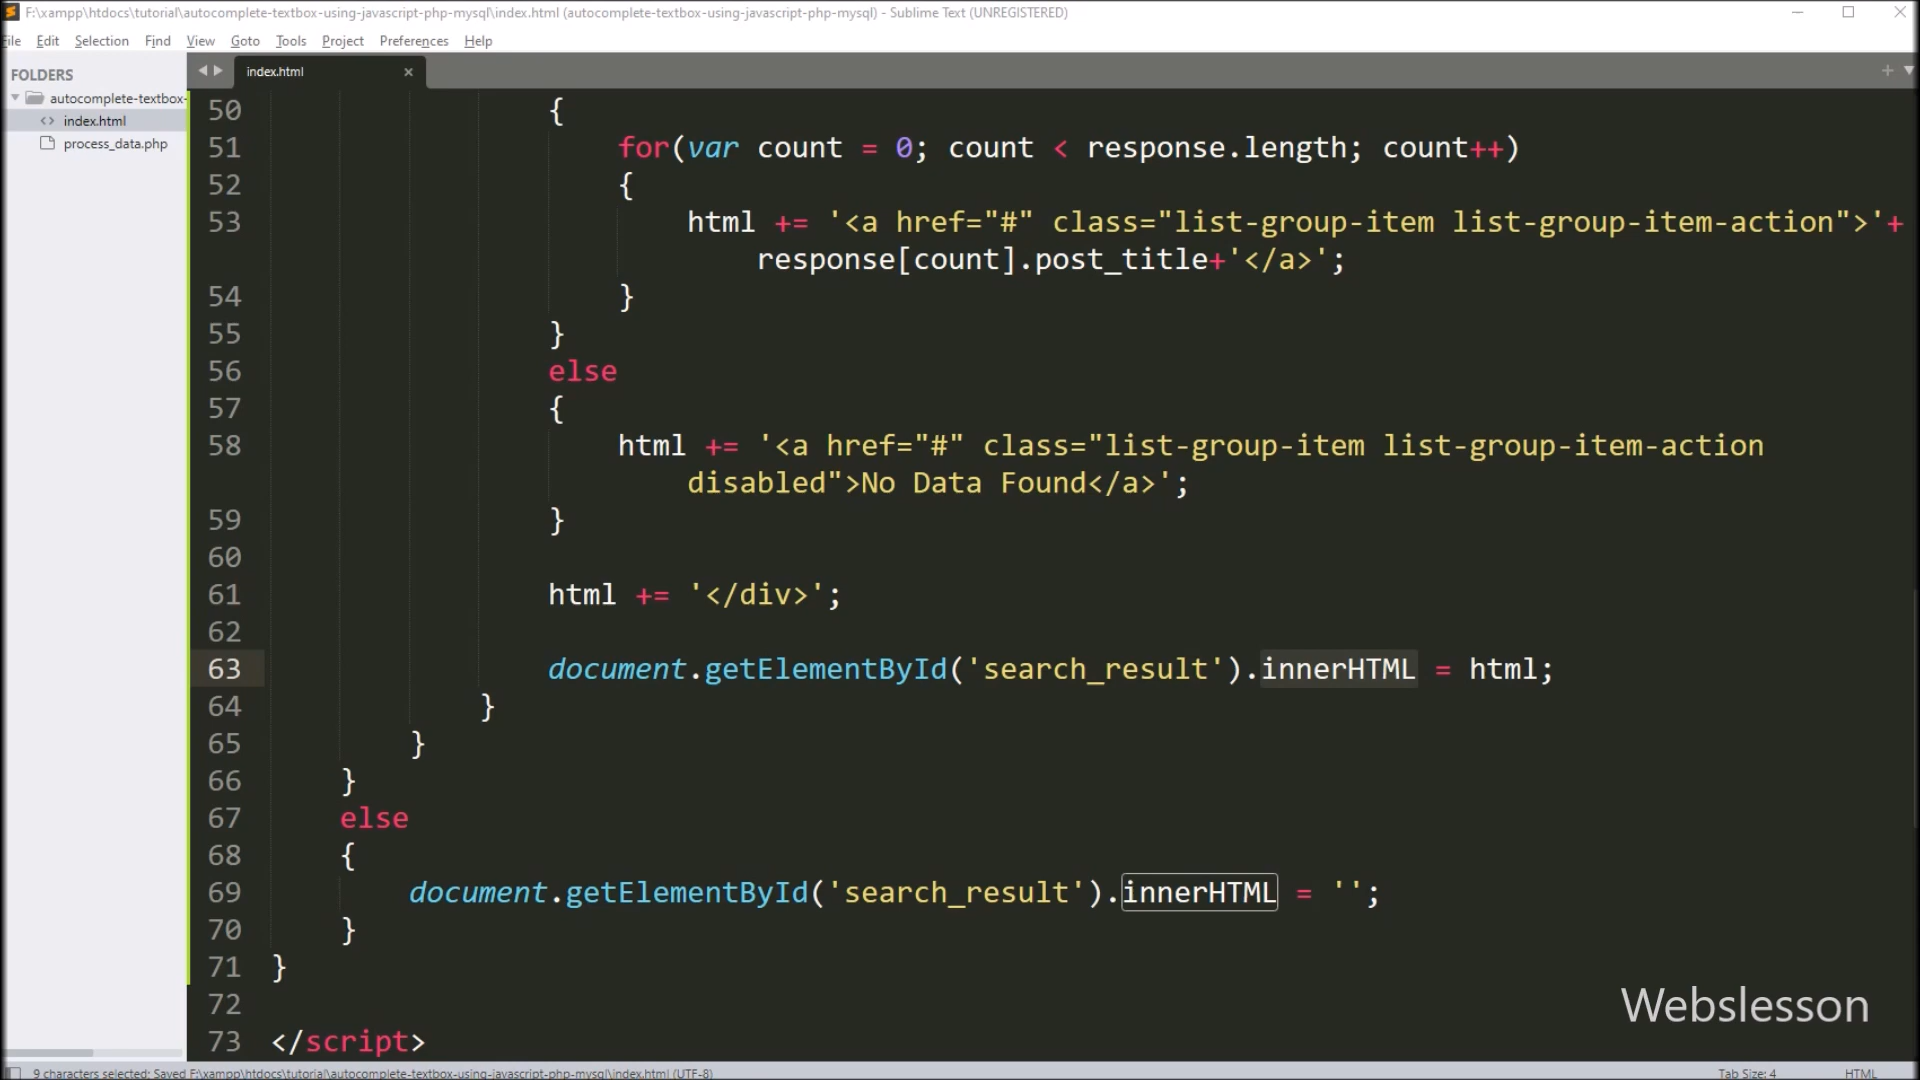 F:\xampp\htdocs\tutorial\autocomplete-textbox-using-javascript-php-mysql\index.html (autocomplete-textbox-using-javascript-php-mysql) - Sublime Text (UNREGISTERED)
File Edit Selection Find View Goto Tools Project Preferences Help
FOLDERS
autocomplete-textbox-
index.html
process_data.php
index.html
50 {
51 for(var count = 0; count < response.length; count++)
52 {
53 html += '<a href="#" class="list-group-item list-group-item-action">'+
response[count].post_title+'</a>';
54 }
55 }
56 else
57 {
58 html += '<a href="#" class="list-group-item list-group-item-action
disabled">No Data Found</a>';
59 }
60
61 html += '</div>';
62
63 document.getElementById('search_result').innerHTML = html;
64 }
65 }
66 }
67 else
68 {
69 document.getElementById('search_result').innerHTML = '';
70 }
71 }
72
73 </script>
Webslesson
9 characters selected; Saved F:\xampp\htdocs\tutorial\autocomplete-textbox-using-javascript-php-mysql\index.html (UTF-8) Tab Size: 4 HTML